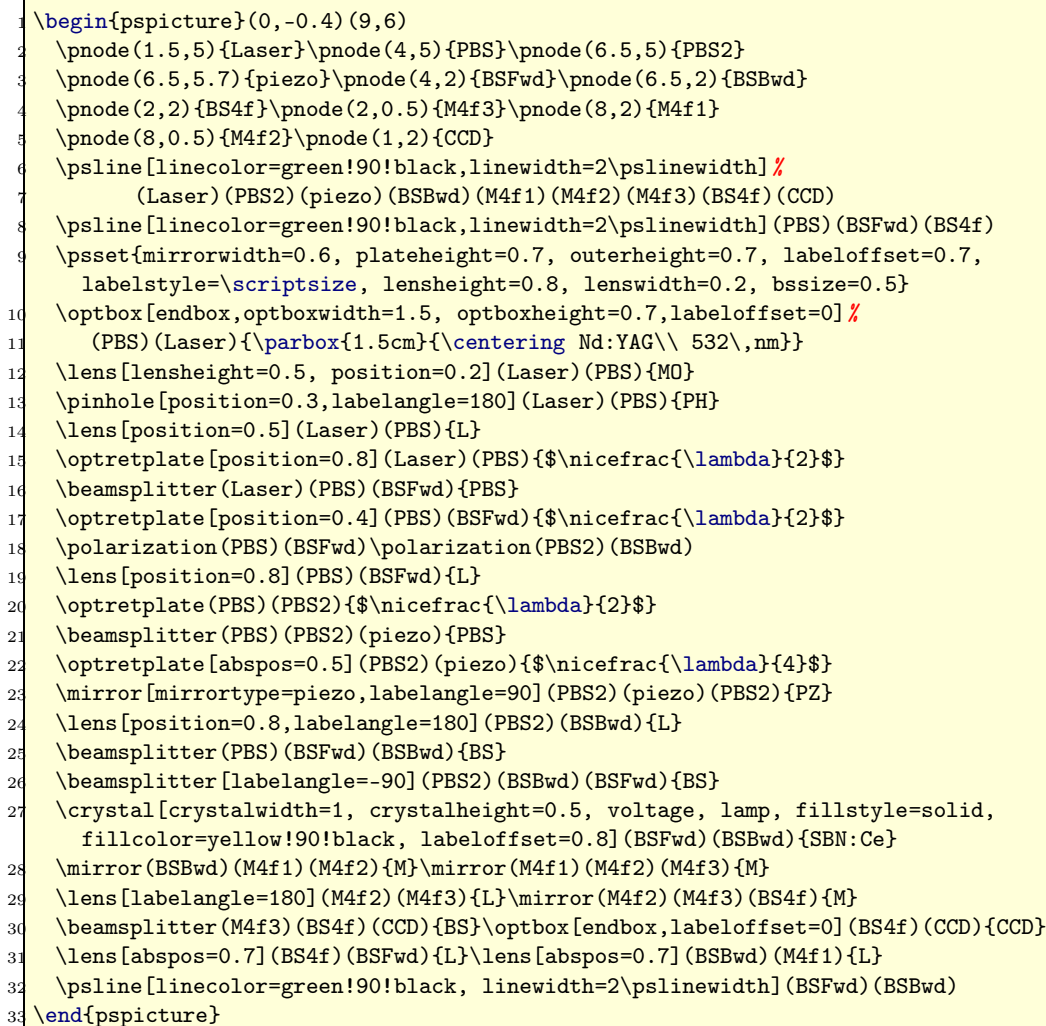 1 \begin{pspicture}(0,-0.4)(9,6)
2 \pnode(1.5,5){Laser}\pnode(4,5){PBS}\pnode(6.5,5){PBS2}
3 \pnode(6.5,5.7){piezo}\pnode(4,2){BSFwd}\pnode(6.5,2){BSBwd}
4 \pnode(2,2){BS4f}\pnode(2,0.5){M4f3}\pnode(8,2){M4f1}
5 \pnode(8,0.5){M4f2}\pnode(1,2){CCD}
6 \psline[linecolor=green!90!black,linewidth=2\pslinewidth]%
7 (Laser)(PBS2)(piezo)(BSBwd)(M4f1)(M4f2)(M4f3)(BS4f)(CCD)
8 \psline[linecolor=green!90!black,linewidth=2\pslinewidth](PBS)(BSFwd)(BS4f)
9 \psset{mirrorwidth=0.6, plateheight=0.7, outerheight=0.7, labeloffset=0.7,
labelstyle=\scriptsize, lensheight=0.8, lenswidth=0.2, bssize=0.5}
10 \optbox[endbox,optboxwidth=1.5, optboxheight=0.7,labeloffset=0]%
11 (PBS)(Laser){\parbox{1.5cm}{\centering Nd:YAG\\ 532\,nm}}
12 \lens[lensheight=0.5, position=0.2](Laser)(PBS){MO}
13 \pinhole[position=0.3,labelangle=180](Laser)(PBS){PH}
14 \lens[position=0.5](Laser)(PBS){L}
15 \optretplate[position=0.8](Laser)(PBS){$\nicefrac{\lambda}{2}$}
16 \beamsplitter(Laser)(PBS)(BSFwd){PBS}
17 \optretplate[position=0.4](PBS)(BSFwd){$\nicefrac{\lambda}{2}$}
18 \polarization(PBS)(BSFwd)\polarization(PBS2)(BSBwd)
19 \lens[position=0.8](PBS)(BSFwd){L}
20 \optretplate(PBS)(PBS2){$\nicefrac{\lambda}{2}$}
21 \beamsplitter(PBS)(PBS2)(piezo){PBS}
22 \optretplate[abspos=0.5](PBS2)(piezo){$\nicefrac{\lambda}{4}$}
23 \mirror[mirrortype=piezo,labelangle=90](PBS2)(piezo)(PBS2){PZ}
24 \lens[position=0.8,labelangle=180](PBS2)(BSBwd){L}
25 \beamsplitter(PBS)(BSFwd)(BSBwd){BS}
26 \beamsplitter[labelangle=-90](PBS2)(BSBwd)(BSFwd){BS}
27 \crystal[crystalwidth=1, crystalheight=0.5, voltage, lamp, fillstyle=solid,
fillcolor=yellow!90!black, labeloffset=0.8](BSFwd)(BSBwd){SBN:Ce}
28 \mirror(BSBwd)(M4f1)(M4f2){M}\mirror(M4f1)(M4f2)(M4f3){M}
29 \lens[labelangle=180](M4f2)(M4f3){L}\mirror(M4f2)(M4f3)(BS4f){M}
30 \beamsplitter(M4f3)(BS4f)(CCD){BS}\optbox[endbox,labeloffset=0](BS4f)(CCD){CCD}
31 \lens[abspos=0.7](BS4f)(BSFwd){L}\lens[abspos=0.7](BSBwd)(M4f1){L}
32 \psline[linecolor=green!90!black, linewidth=2\pslinewidth](BSFwd)(BSBwd)
33 \end{pspicture}